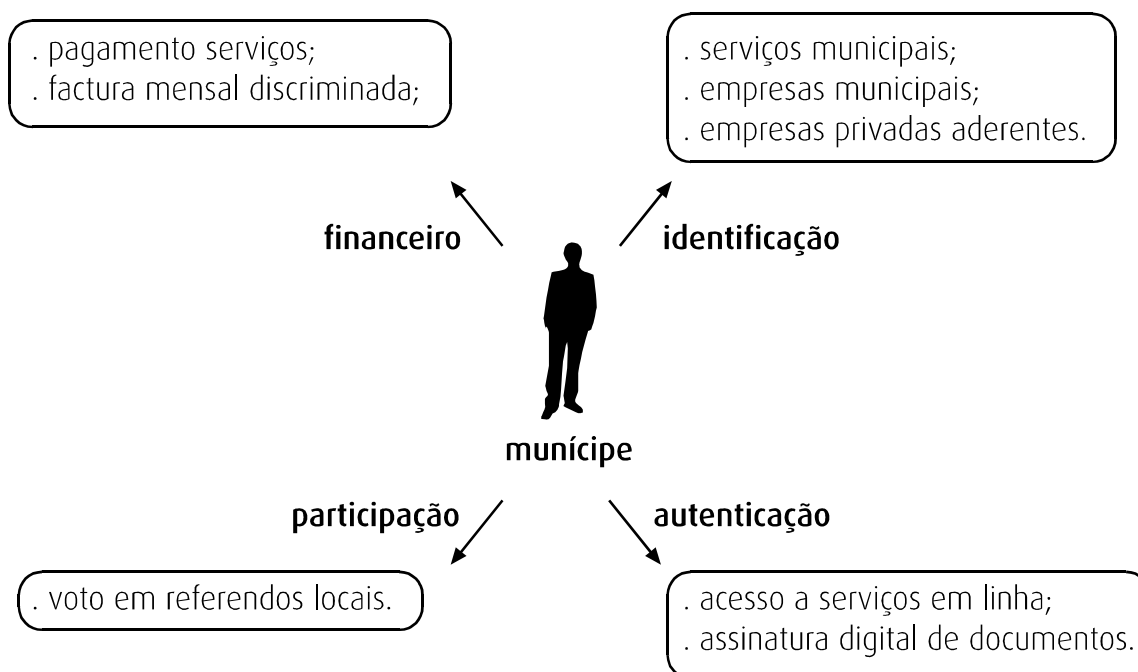 . pagamento serviços;
. factura mensal discriminada;
. serviços municipais;
. empresas municipais;
. empresas privadas aderentes.
financeiro
identificação
munícipe
participação
autenticação
. voto em referendos locais.
. acesso a serviços em linha;
. assinatura digital de documentos.